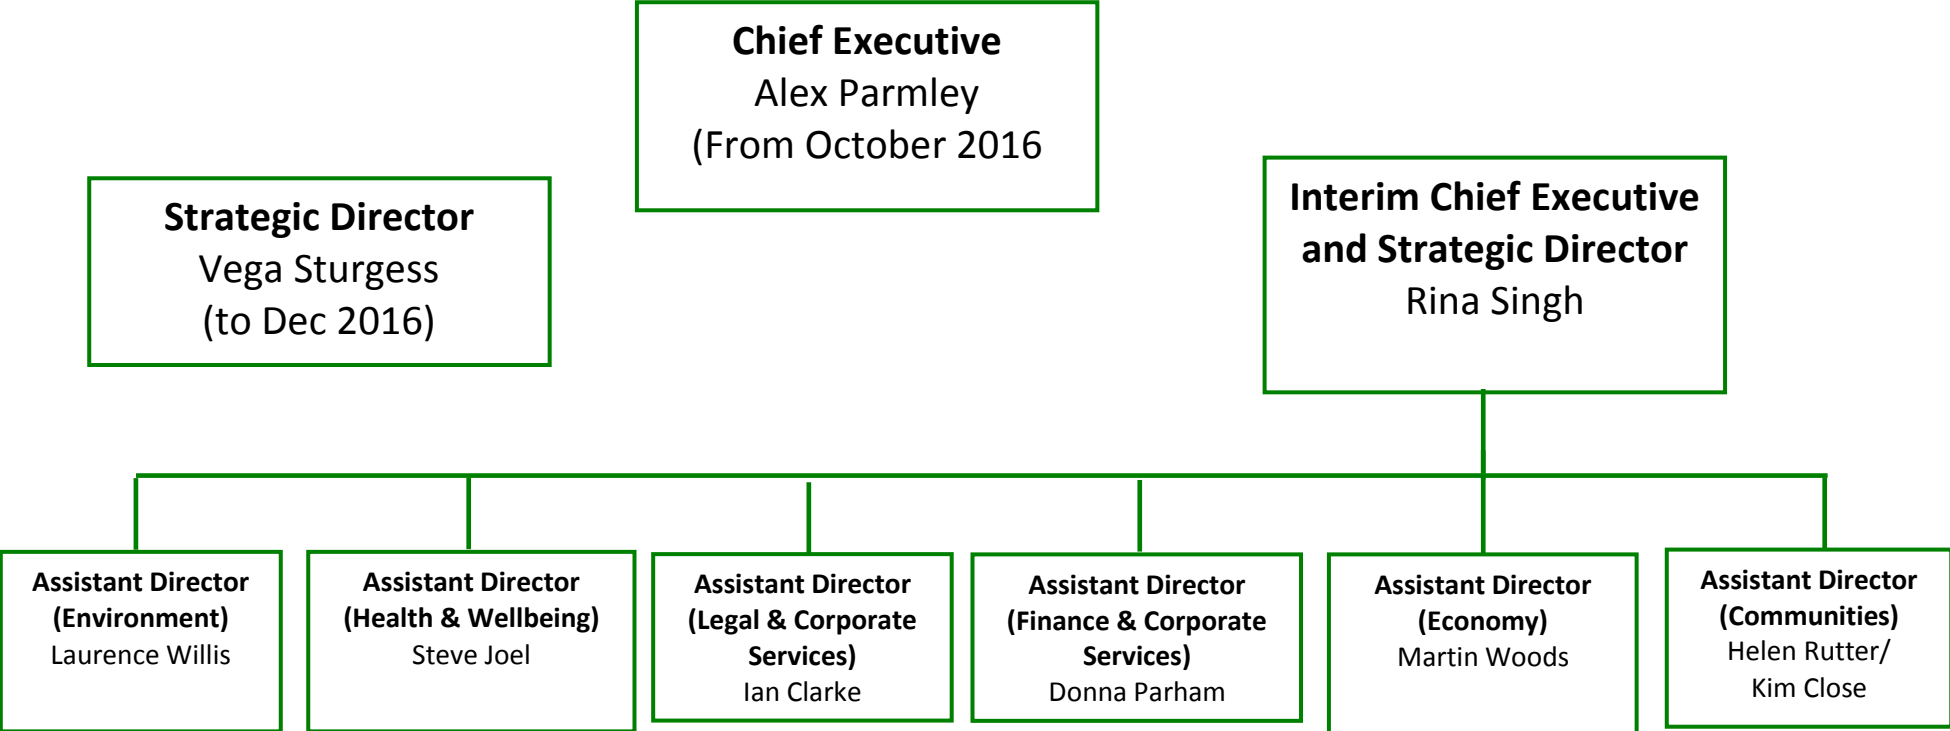 Chief Executive
Alex Parmley
(From October 2016
Strategic Director
Vega Sturgess
(to Dec 2016)
Interim Chief Executive
and Strategic Director
Rina Singh
Assistant Director
(Environment)
Laurence Willis
Assistant Director
(Health & Wellbeing)
Steve Joel
Assistant Director
(Legal & Corporate
Services)
Ian Clarke
Assistant Director
(Finance & Corporate
Services)
Donna Parham
Assistant Director
(Economy)
Martin Woods
Assistant Director
(Communities)
Helen Rutter/
Kim Close